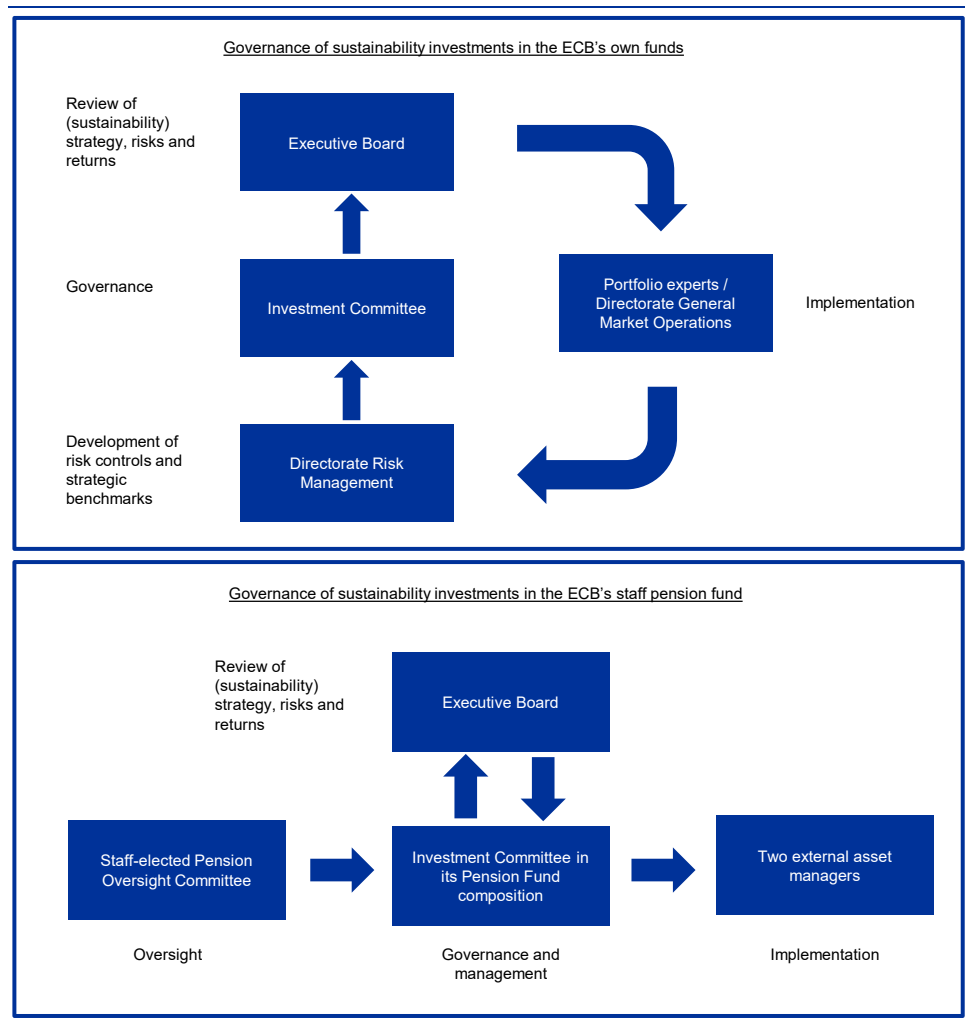 Governance of sustainability investments in the ECB's own funds
Review of
(sustainability)
strategy, risks and
returns
Executive Board
Governance
Investment Committee
Portfolio experts /
Directorate General
Market Operations
Implementation
Development of
risk controls and
strategic
benchmarks
Directorate Risk
Management
Governance of sustainability investments in the ECB’s staff pension fund
Review of
(sustainability)
strategy, risks and
returns
Executive Board
Staff-elected Pension
Oversight Committee
Investment Committee in
its Pension Fund
composition
Two external asset
managers
Oversight
Governance and
management
Implementation